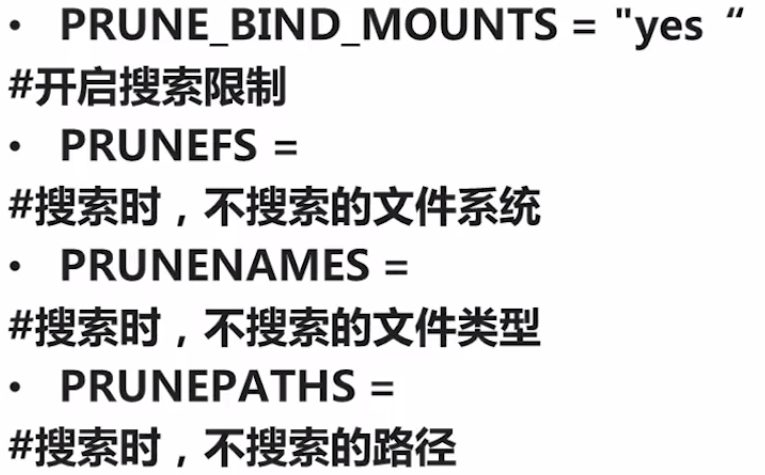 • PRUNE_BIND_MOUNTS = "yes “
#开启搜索限制
• PRUNEFS =
#搜索时，不搜索的文件系统
• PRUNENAMES =
#搜索时，不搜索的文件类型
• PRUNEPATHS =
#搜索时，不搜索的路径